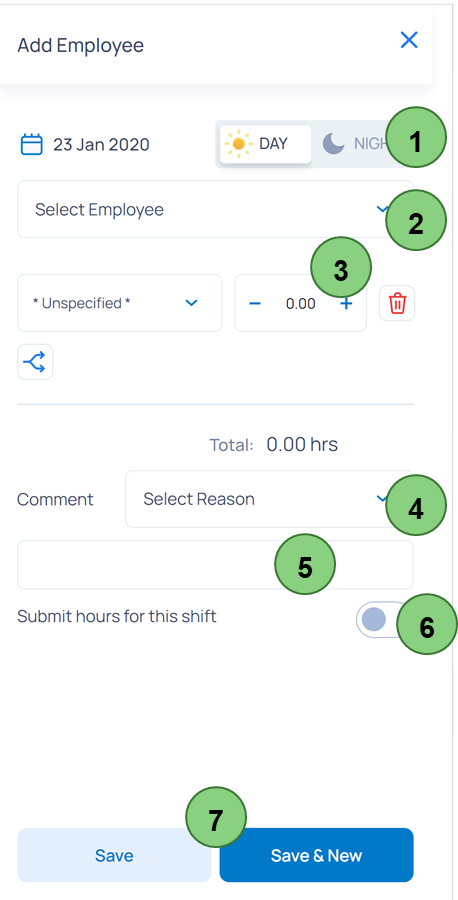 Add Employee
23 Jan 2020 DAY NIGH 1
Select Employee 2
3
* Unspecified * − 0.00 +
Total: 0.00 hrs
Comment Select Reason 4
5
Submit hours for this shift 6
7
Save Save & New